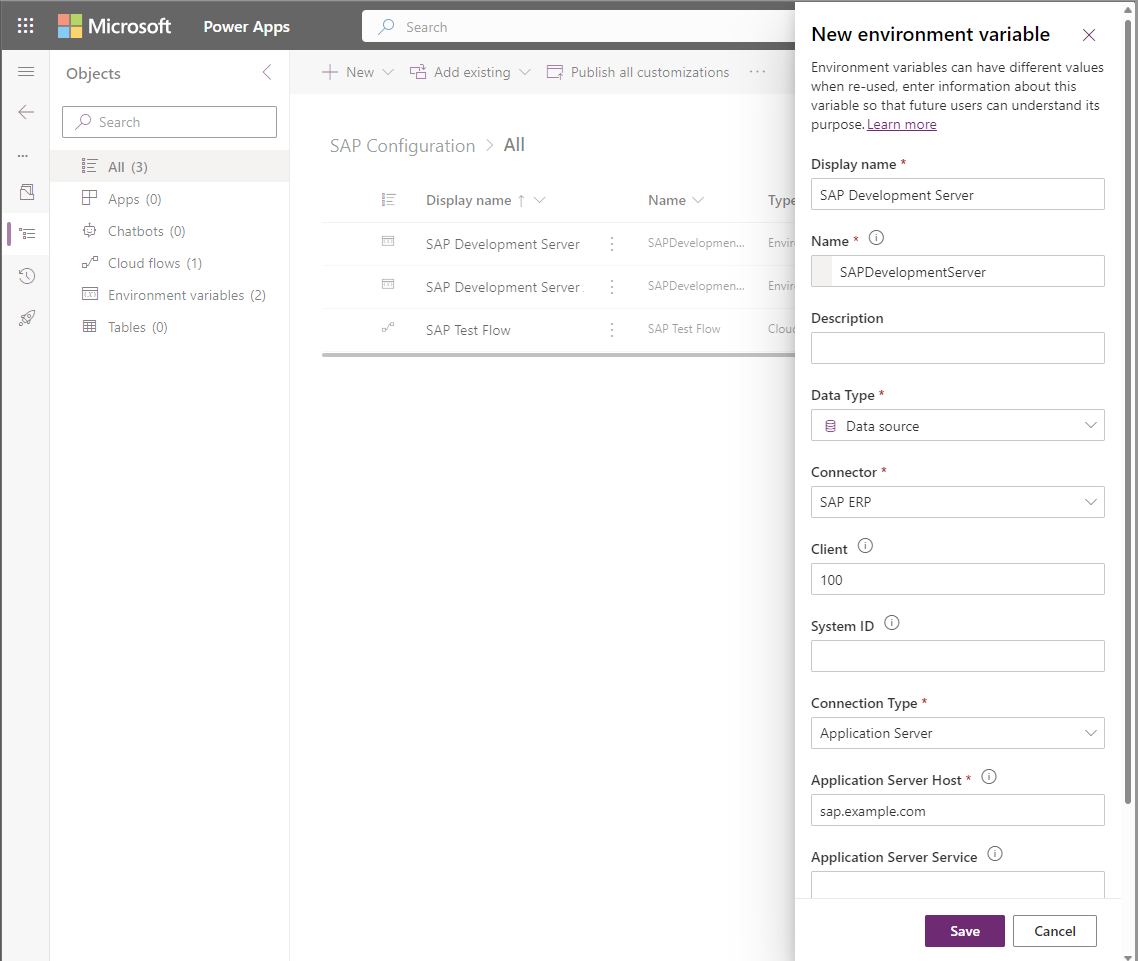 Microsoft Power Apps Search
Objects
Search
All (3)
Apps (0)
Chatbots (0)
Cloud flows (1)
Environment variables (2)
Tables (0)
New Add existing Publish all customizations ...
SAP Configuration > All
Display name ↑ Name Type
SAP Development Server SAPDevelopmen... Envir
SAP Development Server . SAPDevelopmen... Envir
SAP Test Flow SAP Test Flow Cloud
New environment variable
Environment variables can have different values
when re-used, enter information about this
variable so that future users can understand its
purpose. Learn more
Display name *
SAP Development Server
Name *
SAPDevelopmentServer
Description
Data Type *
Data source
Connector *
SAP ERP
Client
100
System ID
Connection Type *
Application Server
Application Server Host *
sap.example.com
Application Server Service
Save Cancel